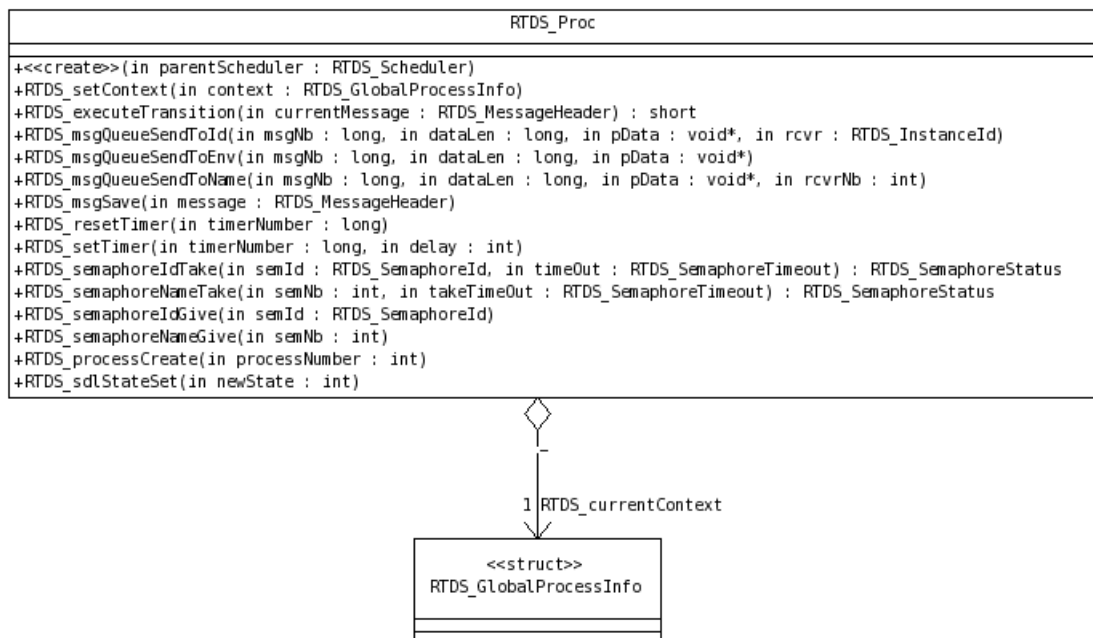 RTDS_Proc
+<<create>>(in parentScheduler : RTDS_Scheduler)
+RTDS_setContext(in context : RTDS_GlobalProcessInfo)
+RTDS_executeTransition(in currentMessage : RTDS_MessageHeader) : short
+RTDS_msgQueueSendToId(in msgNb : long, in dataLen : long, in pData : void*, in rcvr : RTDS_InstanceId)
+RTDS_msgQueueSendToEnv(in msgNb : long, in dataLen : long, in pData : void*)
+RTDS_msgQueueSendToName(in msgNb : long, in dataLen : long, in pData : void*, in rcvrNb : int)
+RTDS_msgSave(in message : RTDS_MessageHeader)
+RTDS_resetTimer(in timerNumber : long)
+RTDS_setTimer(in timerNumber : long, in delay : int)
+RTDS_semaphoreIdTake(in semId : RTDS_SemaphoreId, in timeOut : RTDS_SemaphoreTimeout) : RTDS_SemaphoreStatus
+RTDS_semaphoreNameTake(in semNb : int, in takeTimeOut : RTDS_SemaphoreTimeout) : RTDS_SemaphoreStatus
+RTDS_semaphoreIdGive(in semId : RTDS_SemaphoreId)
+RTDS_semaphoreNameGive(in semNb : int)
+RTDS_processCreate(in processNumber : int)
+RTDS_sdlStateSet(in newState : int)
-
1 RTDS_currentContext
<<struct>>
RTDS_GlobalProcessInfo